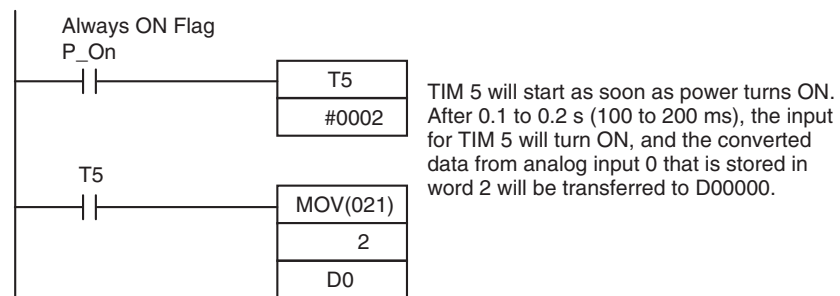 Always ON Flag
P_On
T5
#0002
TIM 5 will start as soon as power turns ON.
After 0.1 to 0.2 s (100 to 200 ms), the input
for TIM 5 will turn ON, and the converted
data from analog input 0 that is stored in
word 2 will be transferred to D00000.
T5
MOV(021)
2
D0